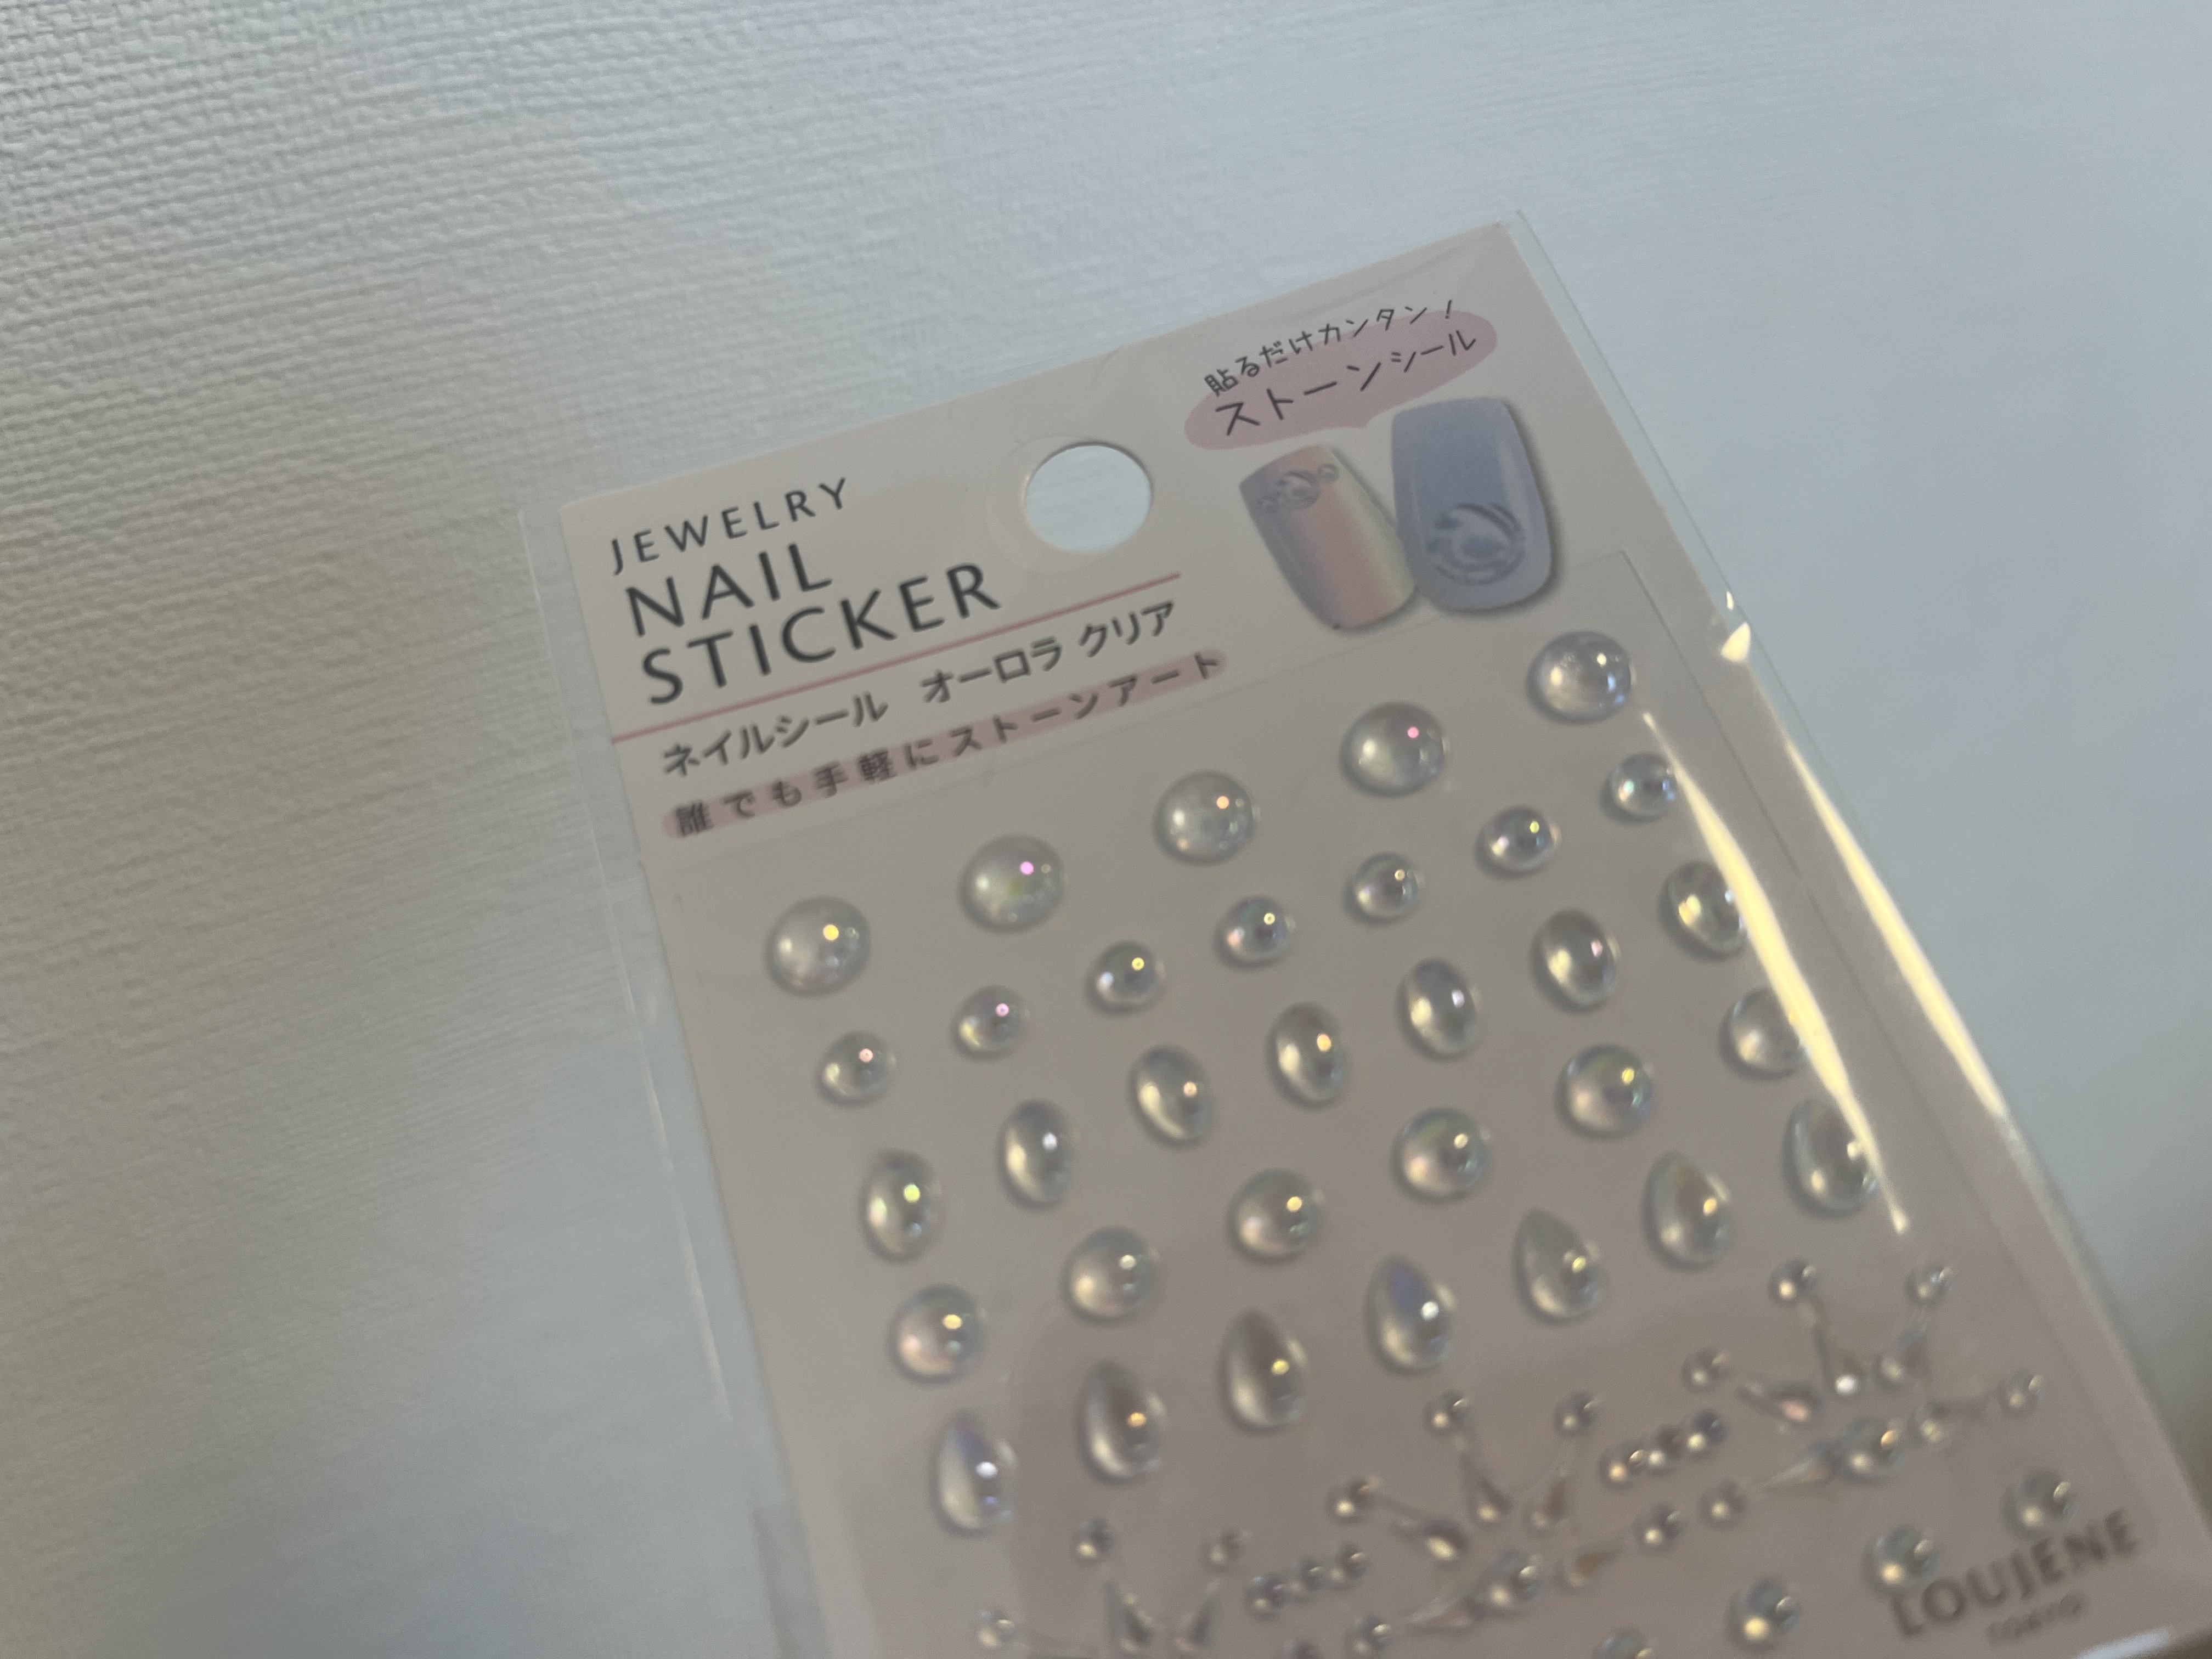 JEWELRY
NAIL
STICKER
ネイルシール オーロラ クリア
誰でも手軽にストーンアート
貼るだけカンタン!
ストーンシール
LOUJENE
TOKYO